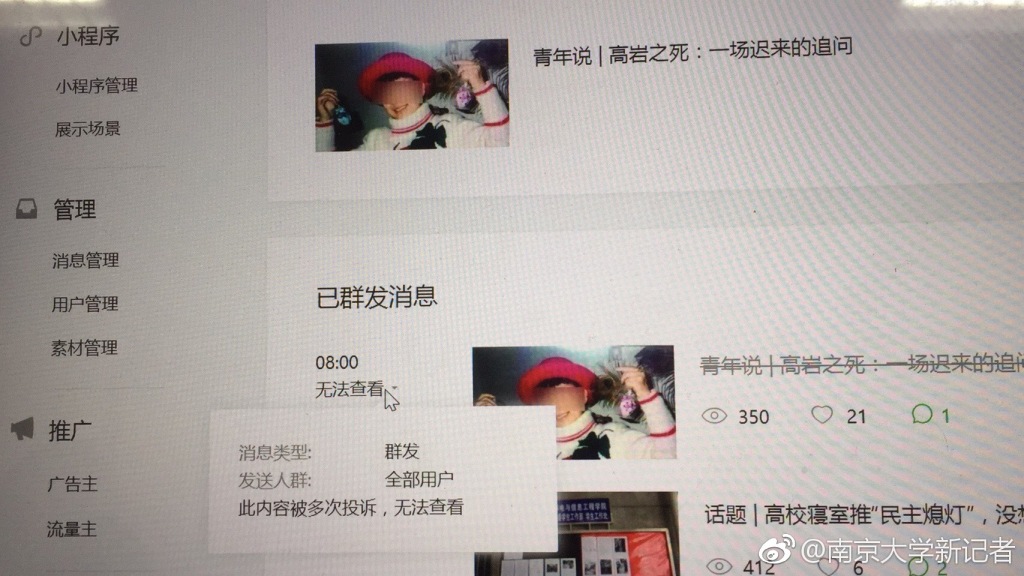 小程序
小程序管理
展示场景
管理
消息管理
用户管理
素材管理
推广
广告主
流量主
青年说 | 高岩之死：一场迟来的追问
已群发消息
08:00
无法查看
青年说 | 高岩之死：一场迟来的追问
350
21
1
消息类型:
群发
发送人群:
全部用户
此内容被多次投诉，无法查看
话题 | 高校寝室推“民主熄灯”，没想
412
6
2
@南京大学新记者